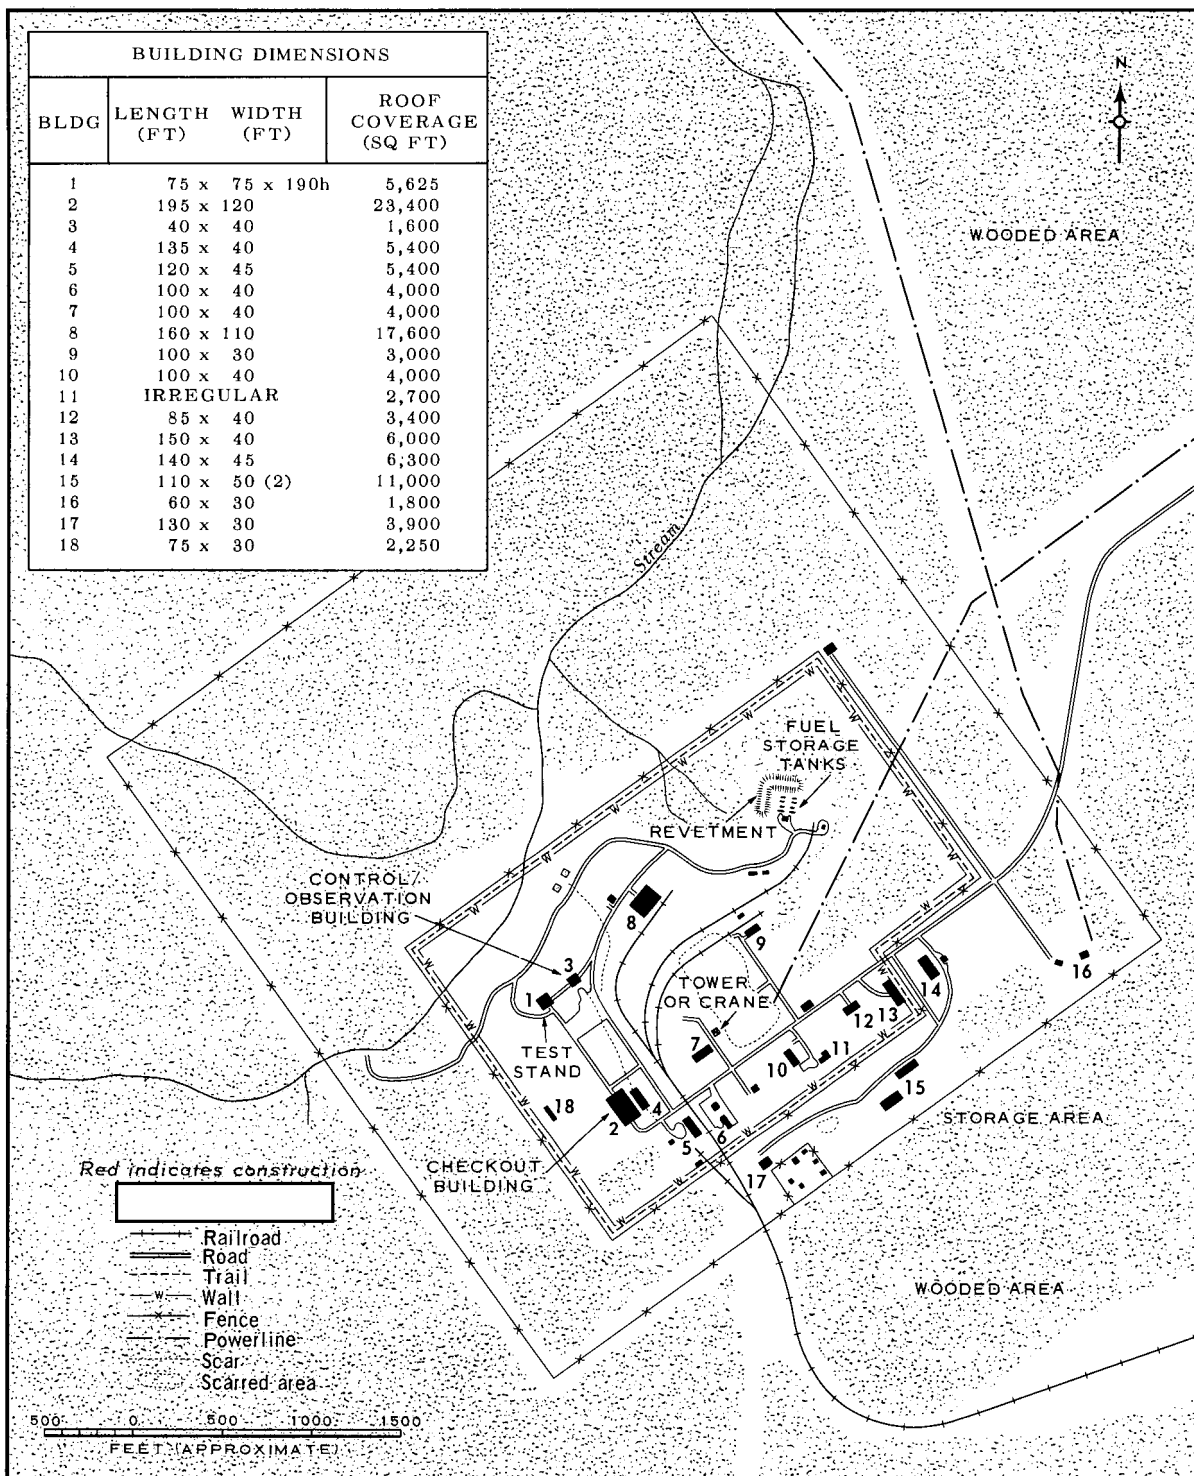 BUILDING DIMENSIONS
BLDG LENGTH (FT) WIDTH (FT) ROOF COVERAGE (SQ FT)
1 75 x 75 x 190h 5,625
2 195 x 120 23,400
3 40 x 40 1,600
4 135 x 40 5,400
5 120 x 45 5,400
6 100 x 40 4,000
7 100 x 40 4,000
8 160 x 110 17,600
9 100 x 30 3,000
10 100 x 40 4,000
11 IRREGULAR 2,700
12 85 x 40 3,400
13 150 x 40 6,000
14 140 x 45 6,300
15 110 x 50 (2) 11,000
16 60 x 30 1,800
17 130 x 30 3,900
18 75 x 30 2,250
N
WOODED AREA
Stream
FUEL
STORAGE
TANKS
REVETMENT
CONTROL/
OBSERVATION
BUILDING
8
9
3
1
TOWER
OR CRANE
16
14
13
12
TEST
STAND
7
10
11
15
18
4
2
5
6
STORAGE AREA
CHECKOUT
BUILDING
17
WOODED AREA
Red indicates construction
Railroad
Road
Trail
W Wall
Fence
Powerline
Scar
Scarred area
500 0 500 1000 1500
FEET (APPROXIMATE)